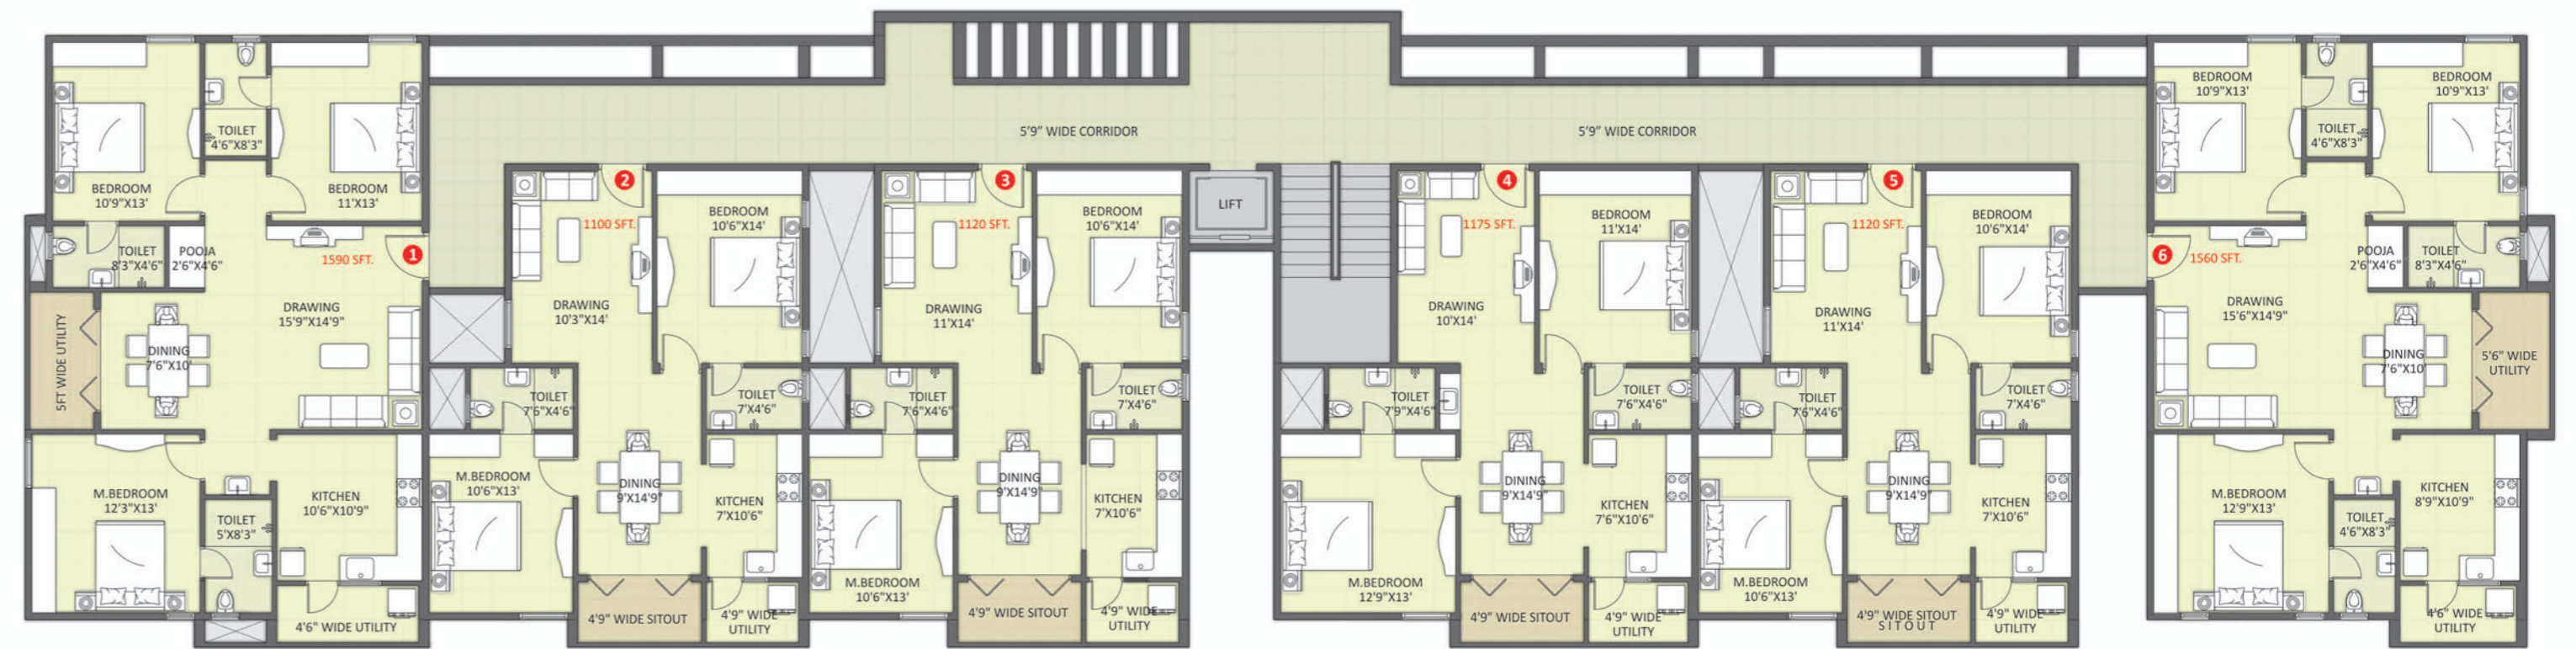 BEDROOM
10'9"X13'
TOILET
4'6"X8'3"
BEDROOM
11'X13'
TOILET
8'3"X4'6"
POOJA
2'6"X4'6"
1590 SFT.
1
DRAWING
15'9"X14'9"
5FT WIDE UTILITY
DINING
7'6"X10'
M.BEDROOM
12'3"X13'
TOILET
5'X8'3"
KITCHEN
10'6"X10'9"
4'6" WIDE UTILITY
5'9" WIDE CORRIDOR
5'9" WIDE CORRIDOR
2
1100 SFT.
DRAWING
10'3"X14'
BEDROOM
10'6"X14'
TOILET
7'6"X4'6"
TOILET
7'X4'6"
M.BEDROOM
10'6"X13'
DINING
9'X14'9"
KITCHEN
7'X10'6"
4'9" WIDE SITOUT
4'9" WIDE
UTILITY
3
1120 SFT.
DRAWING
11'X14'
BEDROOM
10'6"X14'
TOILET
7'6"X4'6"
TOILET
7'X4'6"
M.BEDROOM
10'6"X13'
DINING
9'X14'9"
KITCHEN
7'X10'6"
4'9" WIDE SITOUT
4'9" WIDE
UTILITY
LIFT
4
1175 SFT.
DRAWING
10'X14'
BEDROOM
11'X14'
TOILET
7'9"X4'6"
TOILET
7'6"X4'6"
M.BEDROOM
12'9"X13'
DINING
9'X14'9"
KITCHEN
7'6"X10'6"
4'9" WIDE SITOUT
4'9" WIDE
UTILITY
5
1120 SFT.
DRAWING
11'X14'
BEDROOM
10'6"X14'
TOILET
7'6"X4'6"
TOILET
7'X4'6"
M.BEDROOM
10'6"X13'
DINING
9'X14'9"
KITCHEN
7'X10'6"
4'9" WIDE SITOUT
SITOUT
4'9" WIDE
UTILITY
BEDROOM
10'9"X13'
TOILET
4'6"X8'3"
BEDROOM
10'9"X13'
6
1560 SFT.
POOJA
2'6"X4'6"
TOILET
8'3"X4'6"
DRAWING
15'6"X14'9"
DINING
7'6"X10'
5'6" WIDE
UTILITY
M.BEDROOM
12'9"X13'
TOILET
4'6"X8'3"
KITCHEN
8'9"X10'9"
4'6" WIDE
UTILITY